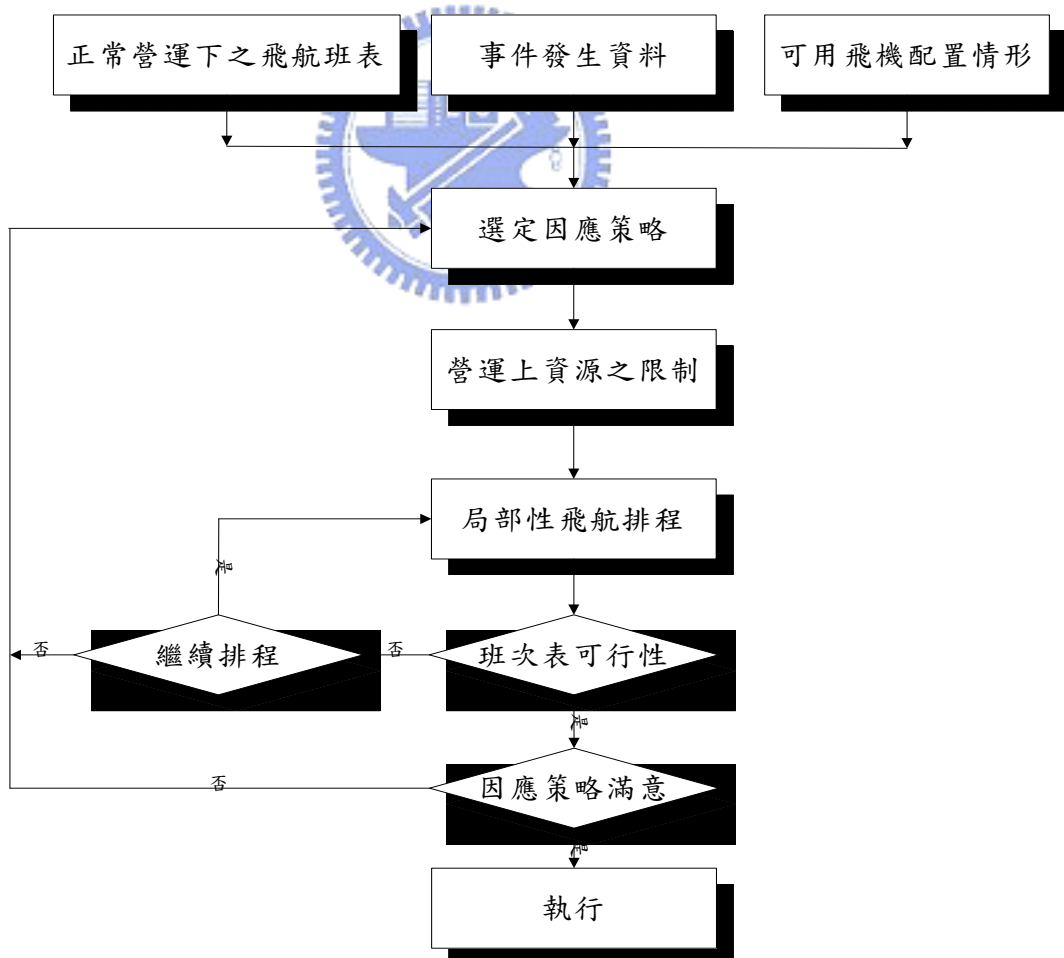 正常營運下之飛航班表
事件發生資料
可用飛機配置情形
選定因應策略
營運上資源之限制
局部性飛航排程
是
否
繼續排程
否
班次表可行性
是
否
因應策略滿意
是
執行